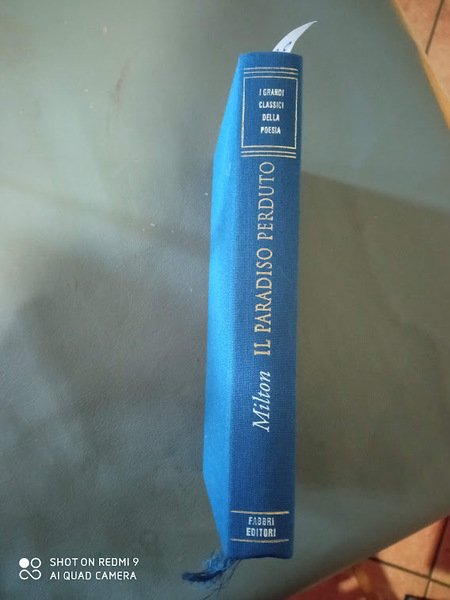 I GRANDI
CLASSICI
DELLA
POESIA
Milton IL PARADISO PERDUTO
FABBRI
EDITORI
SHOT ON REDMI 9
AI QUAD CAMERA